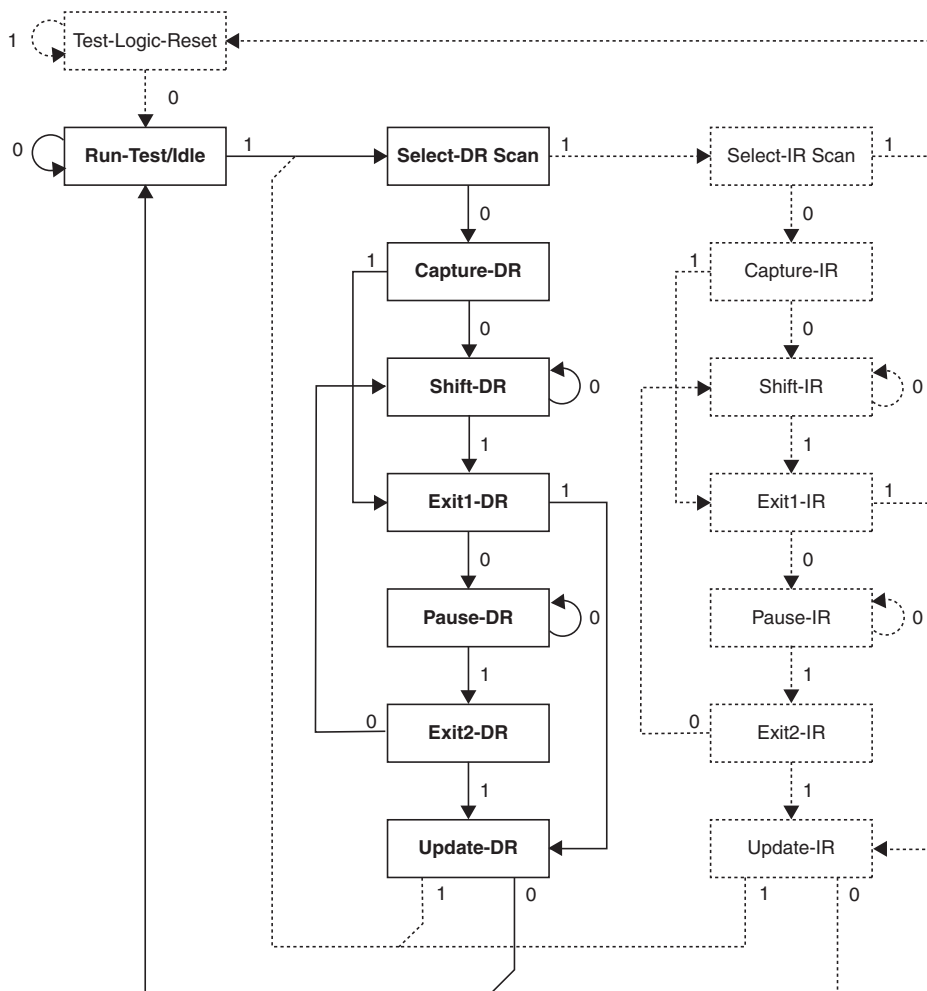 Test-Logic-Reset
1
0
0
Run-Test/Idle
1
Select-DR Scan
1
Select-IR Scan
1
0
0
1
Capture-DR
1
Capture-IR
0
0
Shift-DR
0
Shift-IR
0
1
1
Exit1-DR
1
Exit1-IR
1
0
0
Pause-DR
0
Pause-IR
0
1
1
0
Exit2-DR
0
Exit2-IR
1
1
Update-DR
Update-IR
1
0
1
0